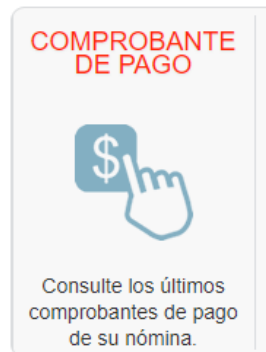 COMPROBANTE
DE PAGO
$
Consulte los últimos
comprobantes de pago
de su nómina.